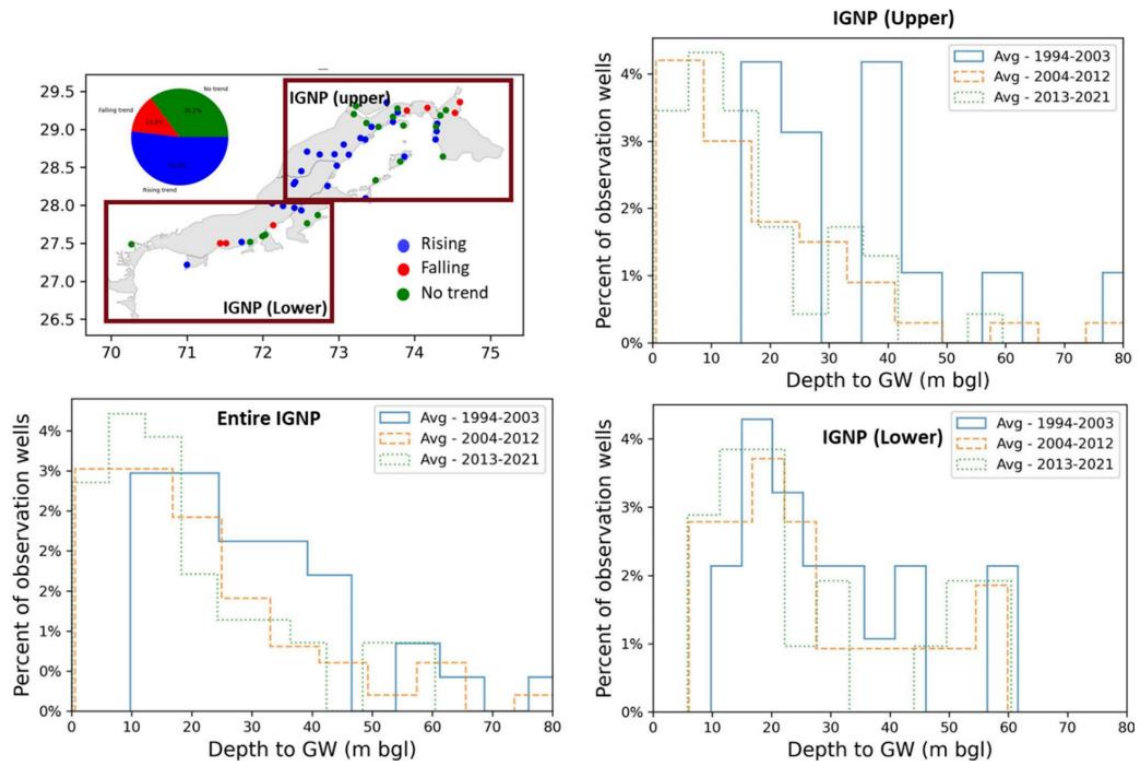 29.5
29.0
28.5
28.0
27.5
27.0
26.5
70 71 72 73 74 75
No trend
Falling trend
Rising trend
IGNP (upper)
IGNP (Lower)
Rising
Falling
No trend
IGNP (Upper)
Avg - 1994-2003
Avg - 2004-2012
Avg - 2013-2021
4%
3%
2%
1%
0%
Percent of observation wells
0 10 20 30 40 50 60 70 80
Depth to GW (m bgl)
Entire IGNP
Avg - 1994-2003
Avg - 2004-2012
Avg - 2013-2021
4%
3%
2%
2%
2%
1%
0%
0%
Percent of observation wells
0 10 20 30 40 50 60 70 80
Depth to GW (m bgl)
IGNP (Lower)
Avg - 1994-2003
Avg - 2004-2012
Avg - 2013-2021
4%
3%
2%
1%
0%
Percent of observation wells
0 10 20 30 40 50 60 70 80
Depth to GW (m bgl)